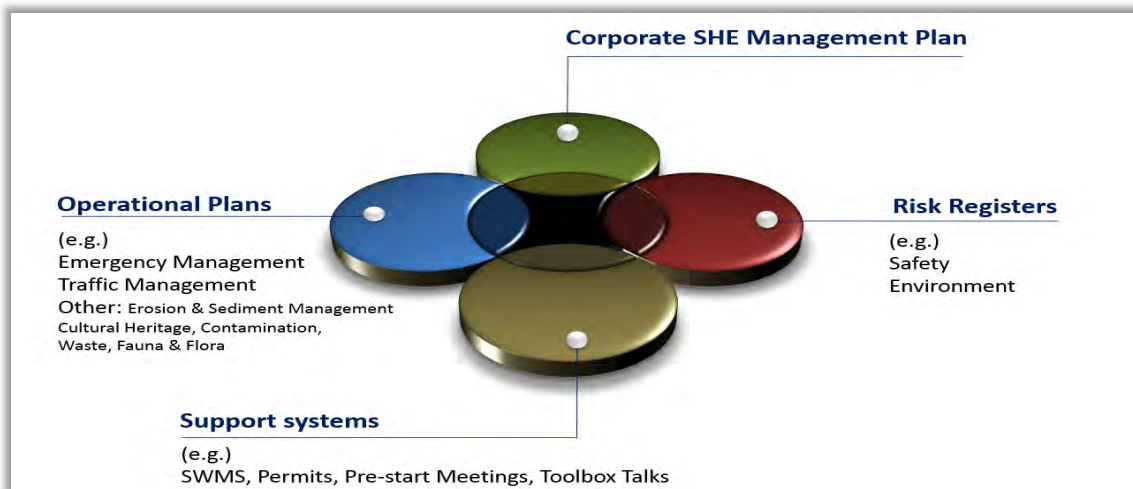 Corporate SHE Management Plan
Operational Plans
(e.g.)
Emergency Management
Traffic Management
Other: Erosion & Sediment Management
Cultural Heritage, Contamination,
Waste, Fauna & Flora
Risk Registers
(e.g.)
Safety
Environment
Support systems
(e.g.)
SWMS, Permits, Pre-start Meetings, Toolbox Talks